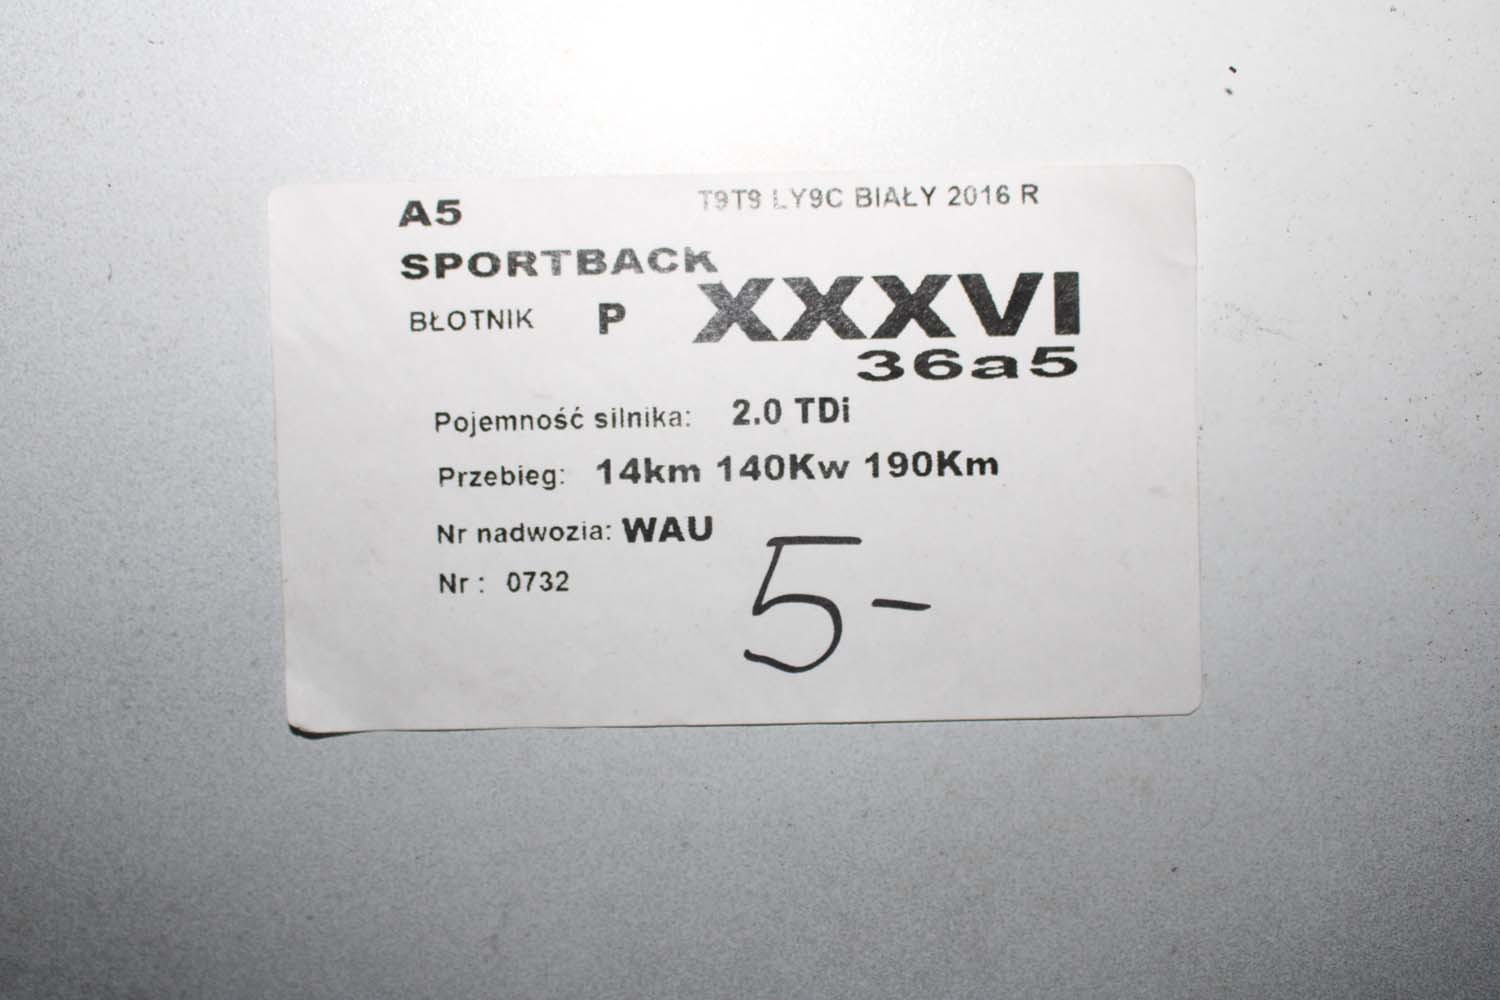 A5
T9T9 LY9C BIAŁY 2016 R
SPORTBACK
BŁOTNIK P XXXVI
36a5
Pojemność silnika: 2.0 TDi
Przebieg: 14km 140Kw 190Km
Nr nadwozia: WAU
Nr : 0732
5-